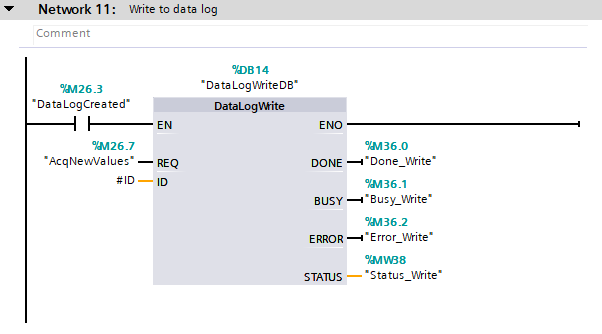 Network 11: Write to data log
Comment
%DB14
"DataLogWriteDB"
%M26.3
"DataLogCreated"
DataLogWrite
EN ENO
%M26.7
"AcqNewValues" REQ
#ID ID
%M36.0
DONE "Done_Write"
%M36.1
BUSY "Busy_Write"
%M36.2
ERROR "Error_Write"
%MW38
STATUS "Status_Write"